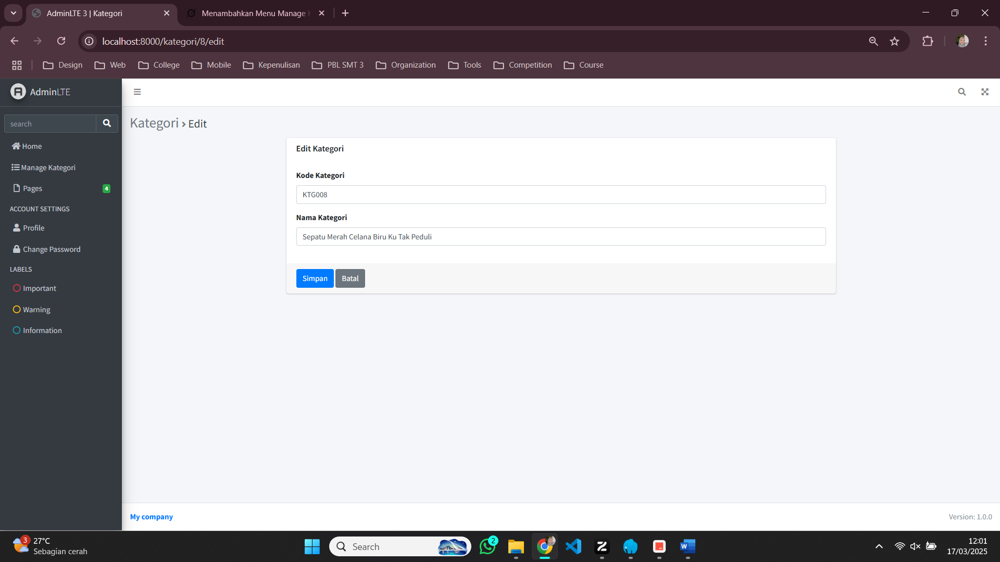 AdminLTE 3 | Kategori
Menambahkan Menu Manage
localhost:8000/kategori/8/edit
Design
Web
College
Mobile
Kepenulisan
PBL SMT 3
Organization
Tools
Competition
Course
AdminLTE
search
Home
Manage Kategori
Pages
4
ACCOUNT SETTINGS
Profile
Change Password
LABELS
Important
Warning
Information
Kategori › Edit
Edit Kategori
Kode Kategori
KTG008
Nama Kategori
Sepatu Merah Celana Biru Ku Tak Peduli
Simpan
Batal
My company
Version: 1.0.0
3
27°C
Sebagian cerah
Search
2
12:01
17/03/2025